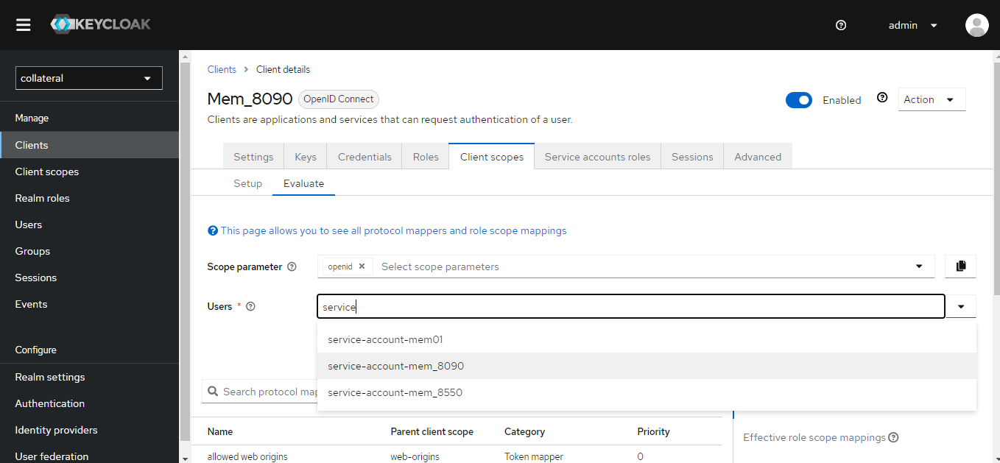 KEYCLOAK
admin
collateral
Manage
Clients
Client scopes
Realm roles
Users
Groups
Sessions
Events
Configure
Realm settings
Authentication
Identity providers
User federation
Clients > Client details
Mem_8090 OpenID Connect
Enabled
Action
Clients are applications and services that can request authentication of a user.
Settings Keys Credentials Roles Client scopes Service accounts roles Sessions Advanced
Setup Evaluate
This page allows you to see all protocol mappers and role scope mappings
Scope parameter openid Select scope parameters
Users * service
service-account-mem01
service-account-mem_8090
service-account-mem_8550
Search protocol map
Name Parent client scope Category Priority
allowed web origins web-origins Token mapper 0
Effective role scope mappings